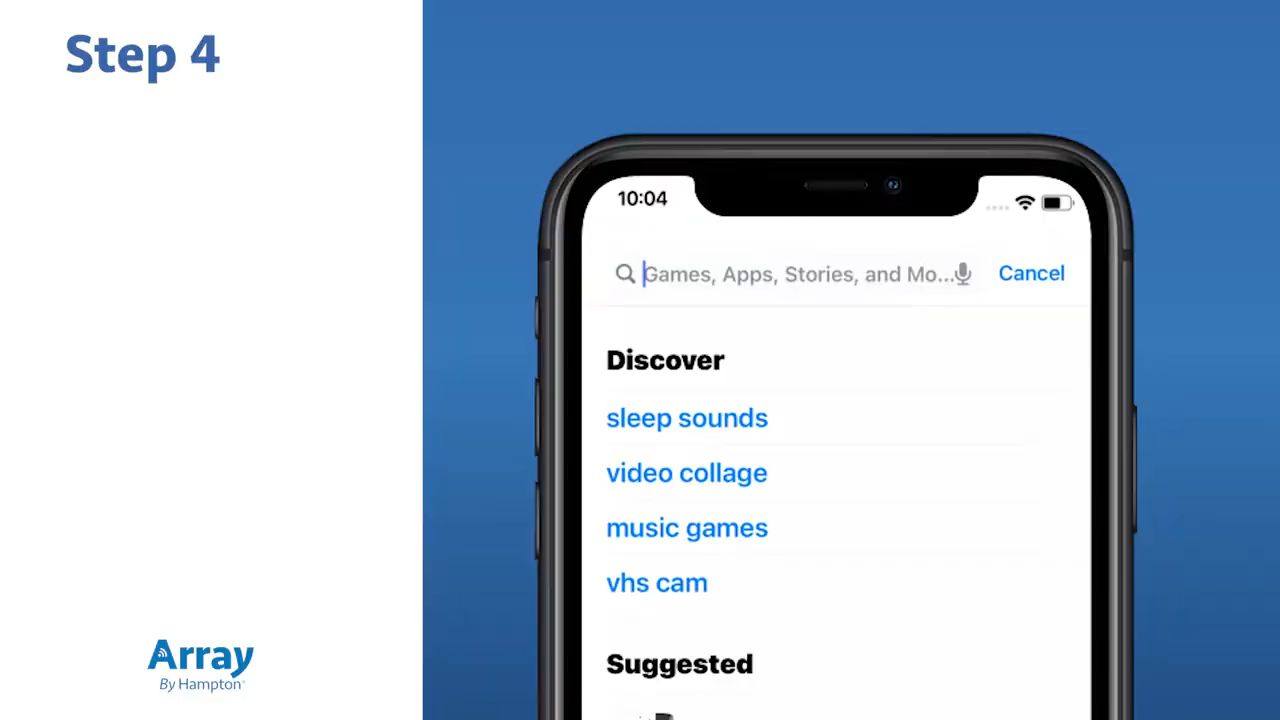 Step 4
10:04
Games, Apps, Stories, and Mo...
Cancel
Discover
sleep sounds
video collage
music games
vhs cam
Suggested
Array
By Hampton